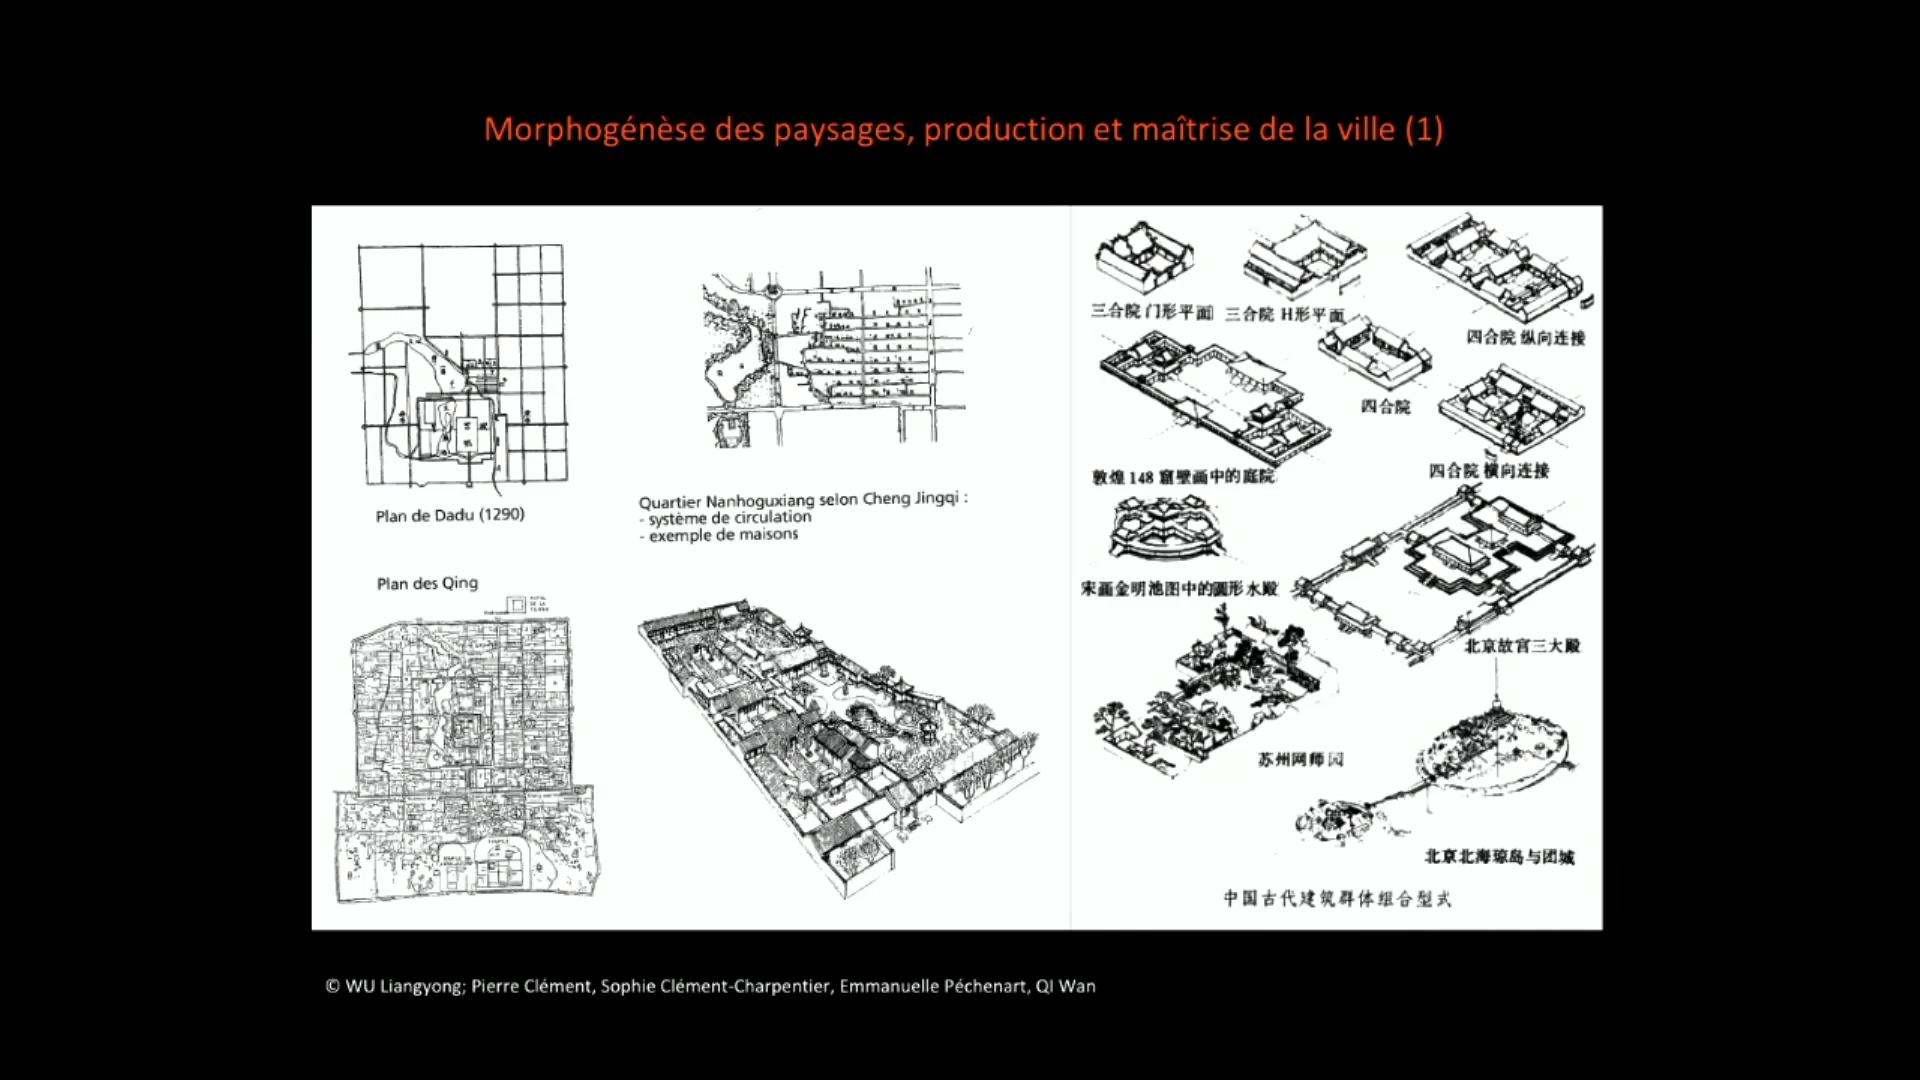 Morphogénèse des paysages, production et maîtrise de la ville (1)
Plan de Dadu (1290)
Quartier Nanhoguxiang selon Cheng Jingqi :
- système de circulation
- exemple de maisons
Plan des Qing
三合院 门形平面
三合院 H形平面
四合院 纵向连接
四合院
敦煌148窟壁画中的庭院
四合院 横向连接
宋画金明池图中的圆形水殿
北京故宫三大殿
苏州网师园
北京北海琼岛与团城
中国古代建筑群体组合型式
© WU Liangyong; Pierre Clément, Sophie Clément-Charpentier, Emmanuelle Péchenart, QI Wan